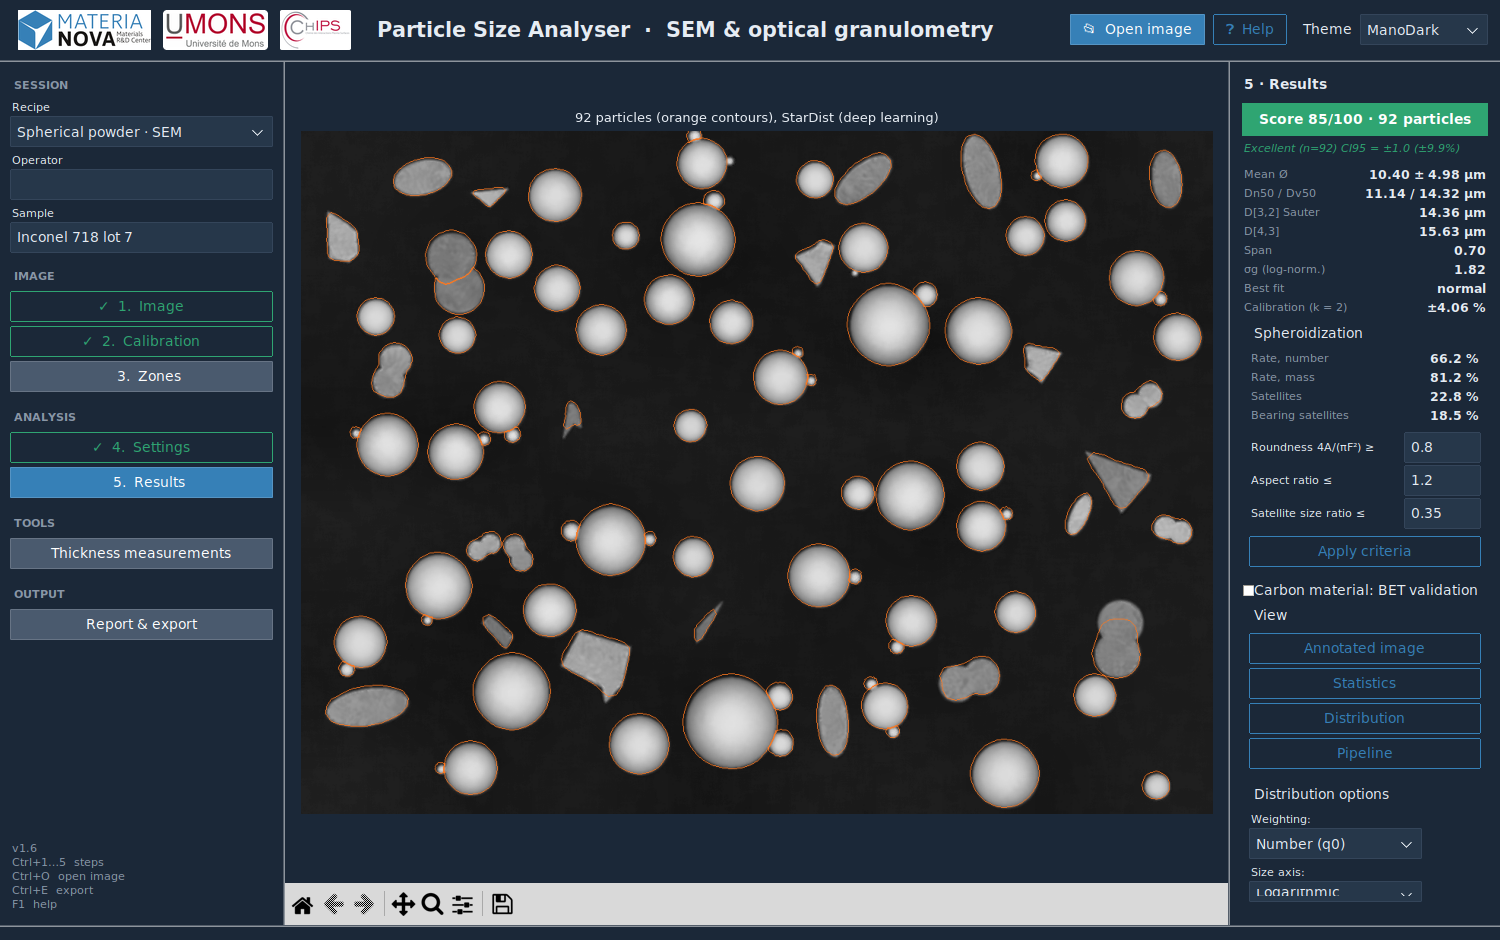 MATERIA
NOVA Materials R&D Center
UMONS
Université de Mons
CHIPS
Particle Size Analyser · SEM & optical granulometry
Open image
? Help
Theme
ManoDark
SESSION
Recipe
Spherical powder · SEM
Operator
Sample
Inconel 718 lot 7
IMAGE
✓ 1. Image
✓ 2. Calibration
3. Zones
ANALYSIS
✓ 4. Settings
5. Results
TOOLS
Thickness measurements
OUTPUT
Report & export
v1.6
Ctrl+1…5 steps
Ctrl+O open image
Ctrl+E export
F1 help
92 particles (orange contours), StarDist (deep learning)
5 · Results
Score 85/100 · 92 particles
Excellent (n=92) CI95 = ±1.0 (±9.9%)
Mean Ø 10.40 ± 4.98 µm
Dn50 / Dv50 11.14 / 14.32 µm
D[3,2] Sauter 14.36 µm
D[4,3] 15.63 µm
Span 0.70
σg (log-norm.) 1.82
Best fit normal
Calibration (k = 2) ±4.06 %
Spheroidization
Rate, number 66.2 %
Rate, mass 81.2 %
Satellites 22.8 %
Bearing satellites 18.5 %
Roundness 4A/(πF²) ≥ 0.8
Aspect ratio ≤ 1.2
Satellite size ratio ≤ 0.35
Apply criteria
Carbon material: BET validation
View
Annotated image
Statistics
Distribution
Pipeline
Distribution options
Weighting:
Number (q0)
Size axis:
Logarithmic